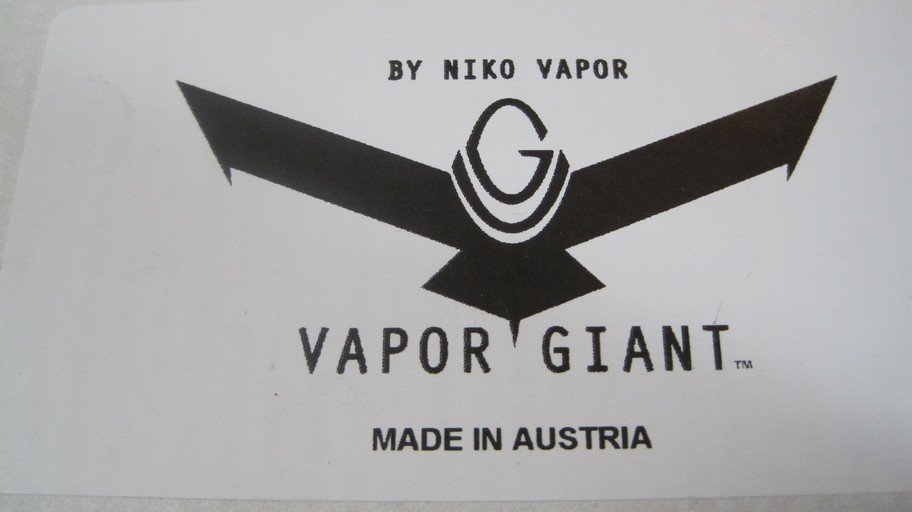 BY NIKO VAPOR
G
VAPOR GIANT™
MADE IN AUSTRIA